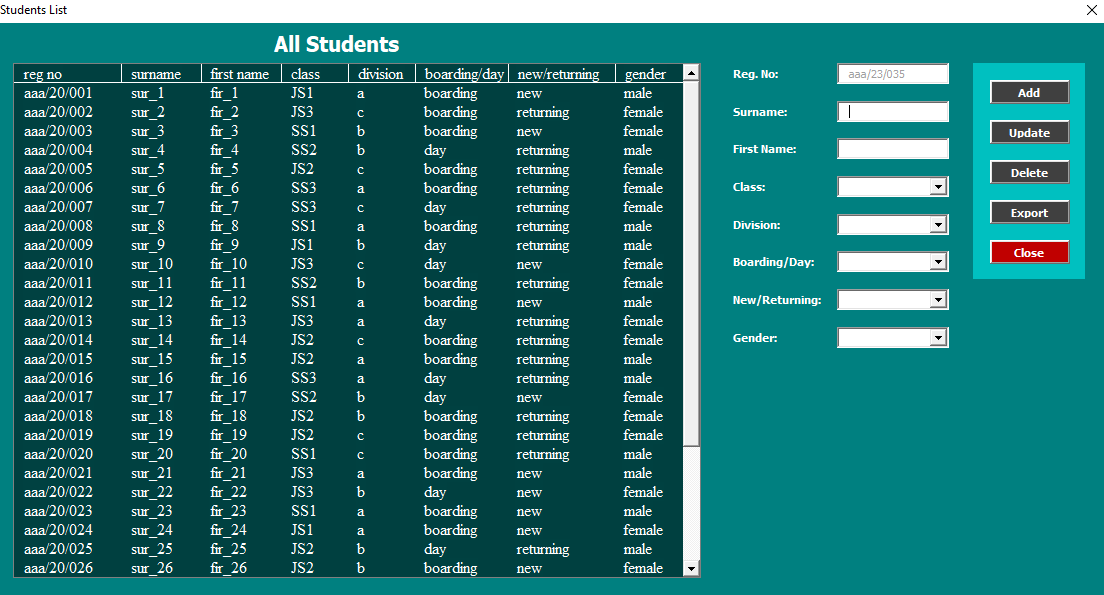 Students List
All Students
reg no surname first name class division boarding/day new/returning gender
aaa/20/001 sur_1 fir_1 JS1 a boarding new male
aaa/20/002 sur_2 fir_2 JS3 c boarding returning female
aaa/20/003 sur_3 fir_3 SS1 b boarding new female
aaa/20/004 sur_4 fir_4 SS2 b day returning male
aaa/20/005 sur_5 fir_5 JS2 c boarding returning female
aaa/20/006 sur_6 fir_6 SS3 a boarding returning female
aaa/20/007 sur_7 fir_7 SS3 c day returning female
aaa/20/008 sur_8 fir_8 SS1 a boarding returning male
aaa/20/009 sur_9 fir_9 JS1 b day returning male
aaa/20/010 sur_10 fir_10 JS3 c day new female
aaa/20/011 sur_11 fir_11 SS2 b boarding returning female
aaa/20/012 sur_12 fir_12 SS1 a boarding new male
aaa/20/013 sur_13 fir_13 JS3 a day returning female
aaa/20/014 sur_14 fir_14 JS2 c boarding returning female
aaa/20/015 sur_15 fir_15 JS2 a boarding returning male
aaa/20/016 sur_16 fir_16 SS3 a day returning male
aaa/20/017 sur_17 fir_17 SS2 b day new female
aaa/20/018 sur_18 fir_18 JS2 b boarding returning female
aaa/20/019 sur_19 fir_19 JS2 c boarding returning female
aaa/20/020 sur_20 fir_20 SS1 c boarding returning male
aaa/20/021 sur_21 fir_21 JS3 a boarding new male
aaa/20/022 sur_22 fir_22 JS3 b day new female
aaa/20/023 sur_23 fir_23 SS1 a boarding new male
aaa/20/024 sur_24 fir_24 JS1 a boarding new female
aaa/20/025 sur_25 fir_25 JS2 b day returning male
aaa/20/026 sur_26 fir_26 JS2 b boarding new female
Reg. No: aaa/23/035
Surname:
First Name:
Class:
Division:
Boarding/Day:
New/Returning:
Gender:
Add
Update
Delete
Export
Close